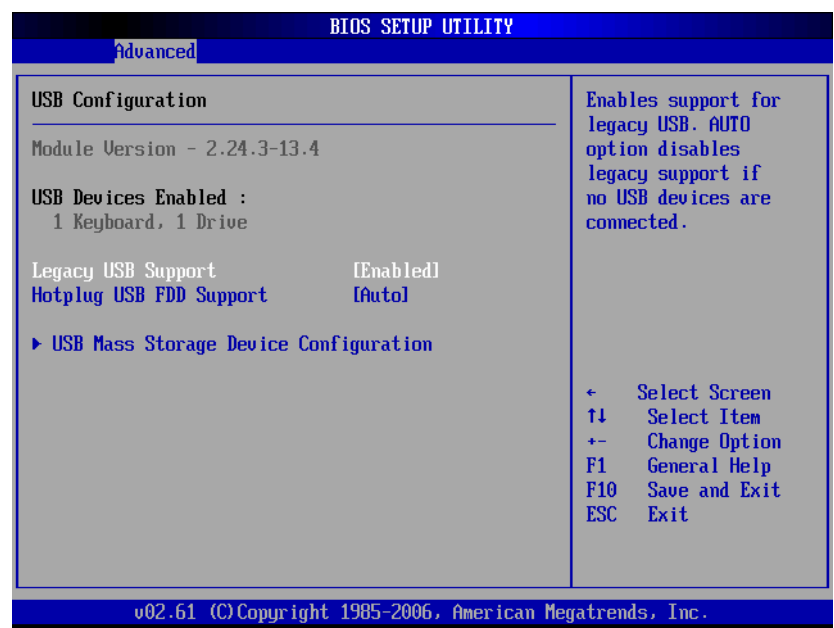 BIOS SETUP UTILITY
Advanced
USB Configuration
Module Version - 2.24.3-13.4
USB Devices Enabled :
1 Keyboard, 1 Drive
Legacy USB Support [Enabled]
Hotplug USB FDD Support [Auto]
▶ USB Mass Storage Device Configuration
Enables support for
legacy USB. AUTO
option disables
legacy support if
no USB devices are
connected.
← Select Screen
↑↓ Select Item
+- Change Option
F1 General Help
F10 Save and Exit
ESC Exit
v02.61 (C)Copyright 1985-2006, American Megatrends, Inc.